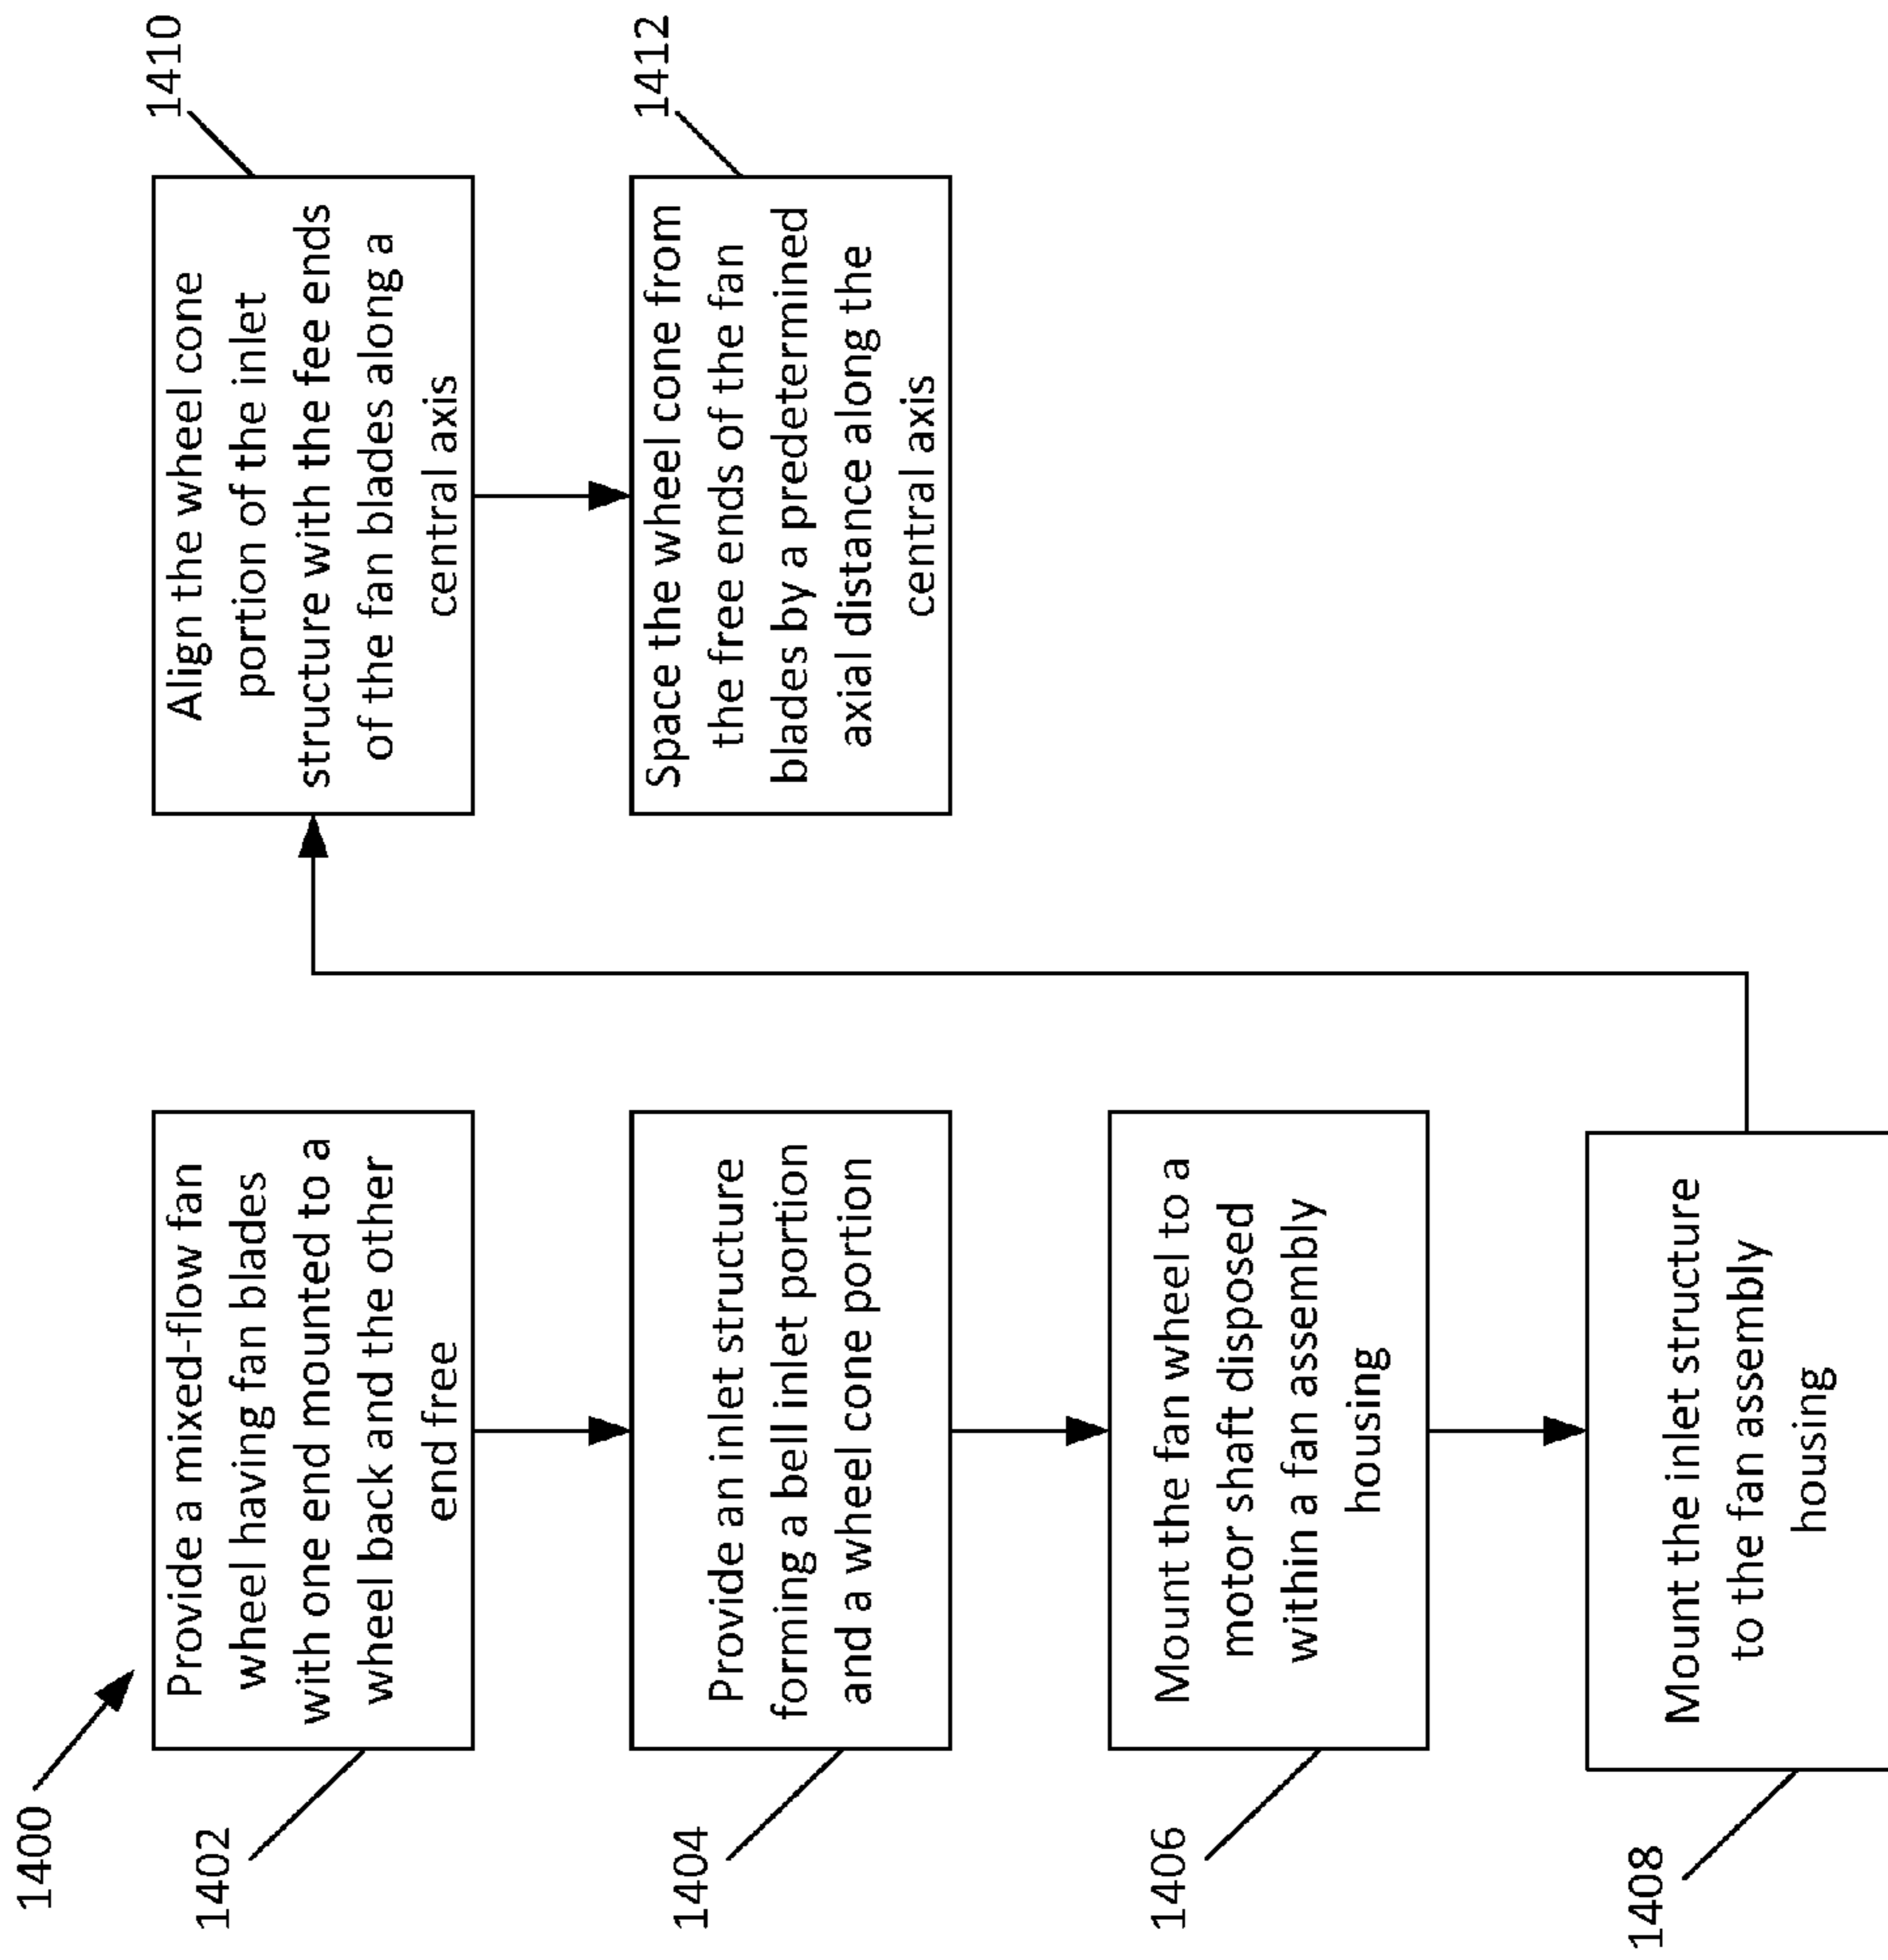 1400
1402
Provide a mixed-flow fan
wheel having fan blades
with one end mounted to a
wheel back and the other
end free
1404
Provide an inlet structure
forming a bell inlet portion
and a wheel cone portion
1406
Mount the fan wheel to a
motor shaft disposed
within a fan assembly
housing
1408
Mount the inlet structure
to the fan assembly
housing
1410
Align the wheel cone
portion of the inlet
structure with the fee ends
of the fan blades along a
central axis
1412
Space the wheel cone from
the free ends of the fan
blades by a predetermined
axial distance along the
central axis